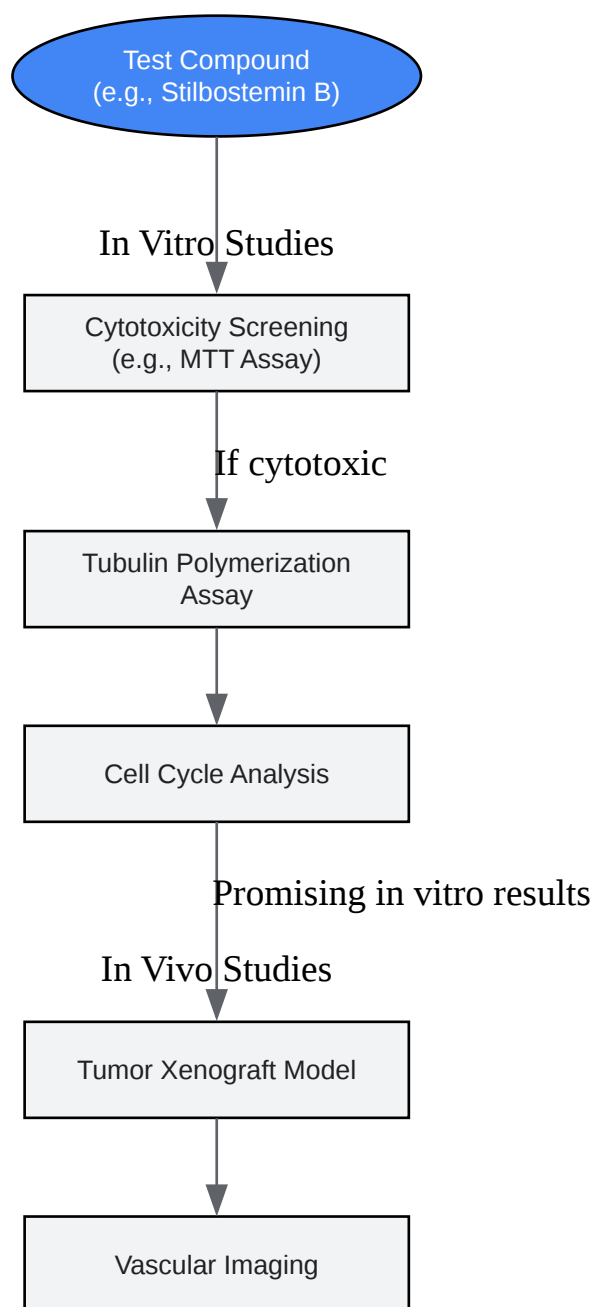 Test Compound
(e.g., Stilbostemin B)
In Vitro Studies
Cytotoxicity Screening
(e.g., MTT Assay)
If cytotoxic
Tubulin Polymerization
Assay
Cell Cycle Analysis
Promising in vitro results
In Vivo Studies
Tumor Xenograft Model
Vascular Imaging